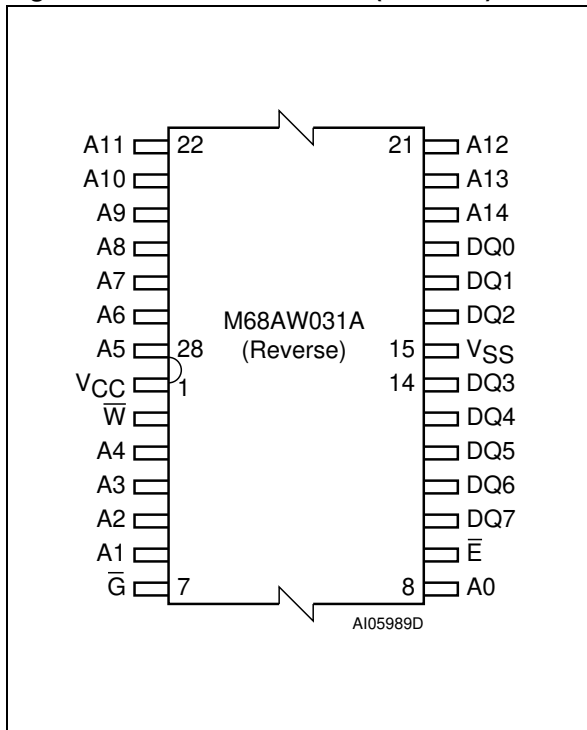 A11 22 21 A12
A10 A13
A9 A14
A8 DQ0
A7 DQ1
A6 M68AW031A DQ2
A5 28 (Reverse) 15 VSS
VCC 1 14 DQ3
W̅ DQ4
A4 DQ5
A3 DQ6
A2 DQ7
A1 E̅
G̅ 7 8 A0
AI05989D